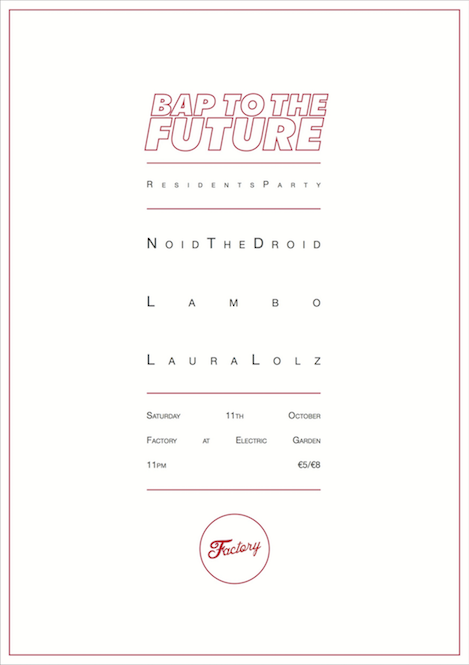 BAP TO THE
FUTURE
RESIDENTSPARTY
NOIDTHEDROID
LAMBO
LAURALOLZ
SATURDAY 11TH OCTOBER
FACTORY AT ELECTRIC GARDEN
11PM €5/€8
Factory